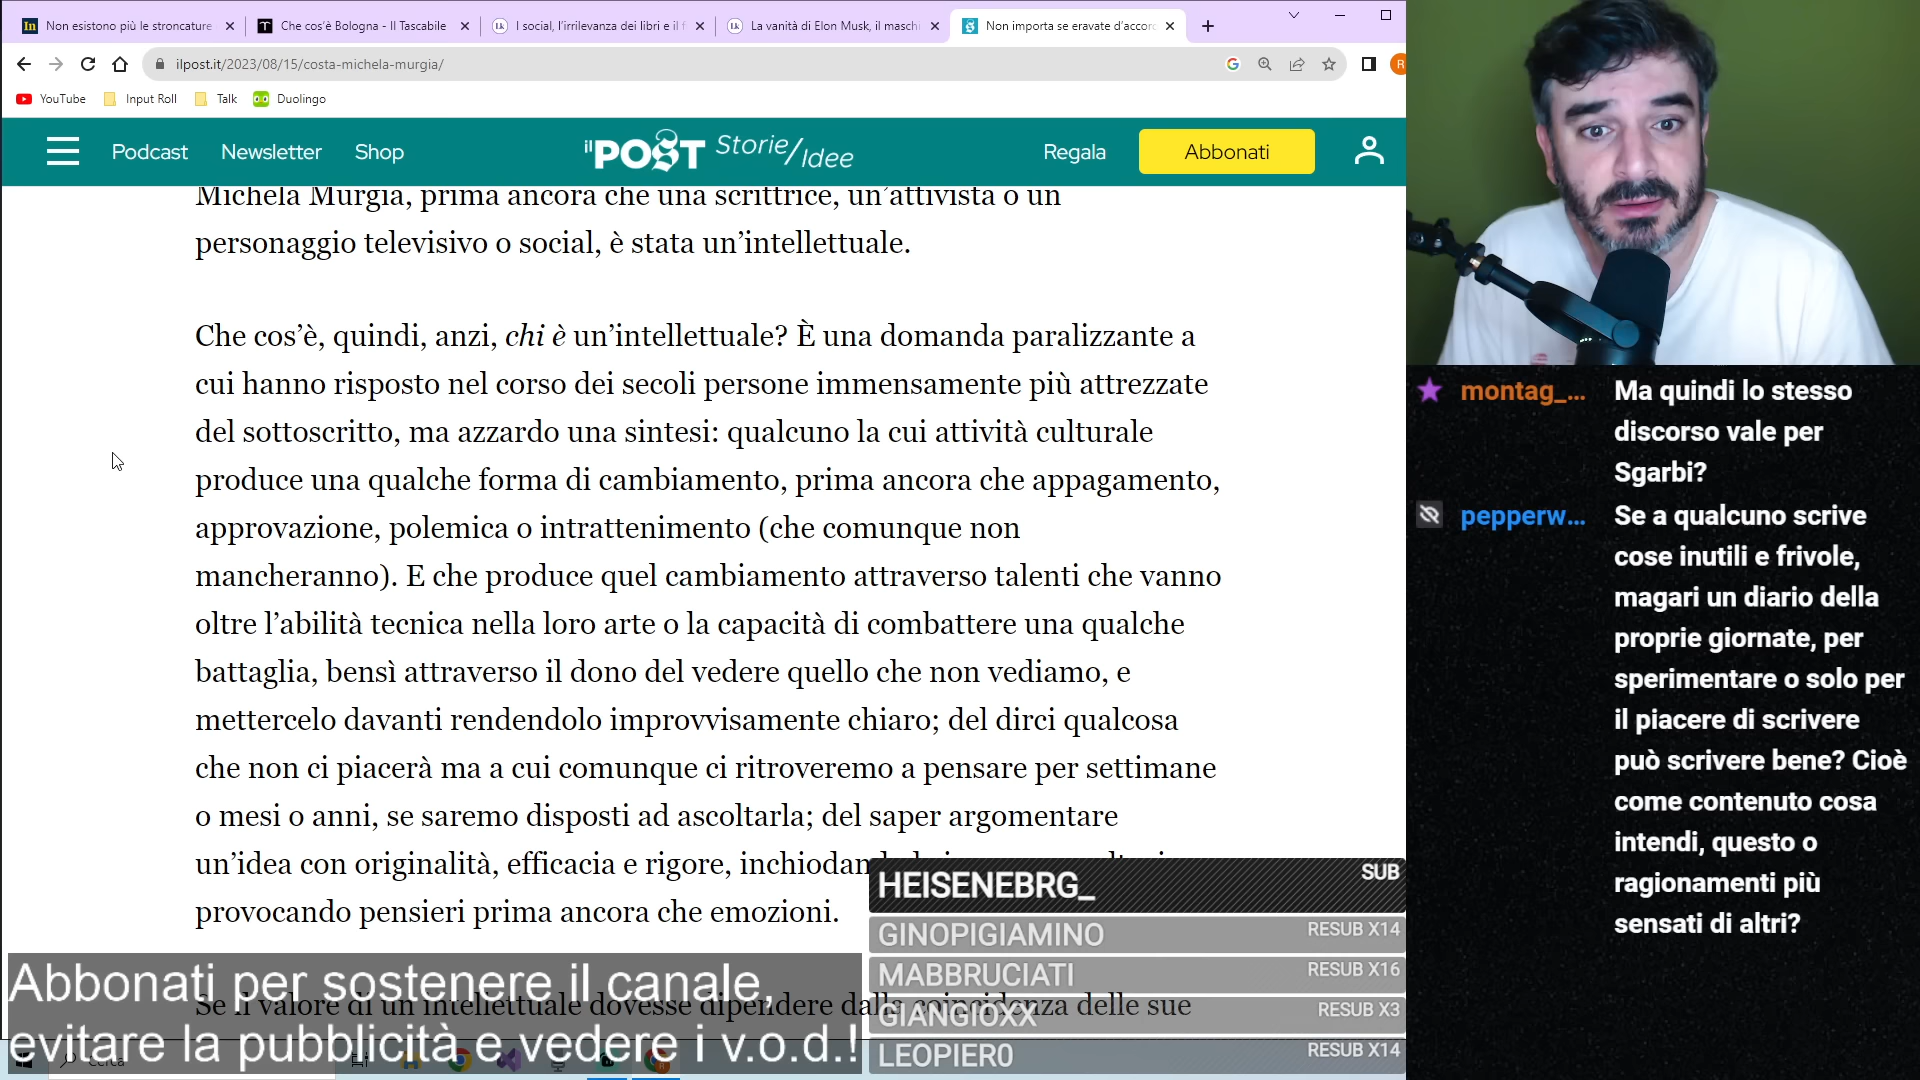 Non esistono più le stroncature
Che cos'è Bologna - Il Tascabile
I social, l'irrilevanza dei libri e il f
La vanità di Elon Musk, il maschi
Non importa se eravate d'accord
ilpost.it/2023/08/15/costa-michela-murgia/
YouTube
Input Roll
Talk
Duolingo
Podcast
Newsletter
Shop
il POST Storie/Idee
Regala
Abbonati
Michela Murgia, prima ancora che una scrittrice, un'attivista o un
personaggio televisivo o social, è stata un'intellettuale.
Che cos'è, quindi, anzi, chi è un'intellettuale? È una domanda paralizzante a
cui hanno risposto nel corso dei secoli persone immensamente più attrezzate
del sottoscritto, ma azzardo una sintesi: qualcuno la cui attività culturale
produce una qualche forma di cambiamento, prima ancora che appagamento,
approvazione, polemica o intrattenimento (che comunque non
mancheranno). E che produce quel cambiamento attraverso talenti che vanno
oltre l'abilità tecnica nella loro arte o la capacità di combattere una qualche
battaglia, bensì attraverso il dono del vedere quello che non vediamo, e
mettercelo davanti rendendolo improvvisamente chiaro; del dirci qualcosa
che non ci piacerà ma a cui comunque ci ritroveremo a pensare per settimane
o mesi o anni, se saremo disposti ad ascoltarla; del saper argomentare
un'idea con originalità, efficacia e rigore,
provocando pensieri prima ancora che emozioni.
Se il valore di un intellettuale dovesse dipendere dalla coincidenza delle sue
Abbonati per sostenere il canale,
evitare la pubblicità e vedere i v.o.d.!
Cerca
HEISENEBRG_ SUB
GINOPIGIAMINO RESUB X14
MABBRUCIATI RESUB X16
GIANGIOXX RESUB X3
LEOPIER0 RESUB X14
montag_... Ma quindi lo stesso
discorso vale per
Sgarbi?
pepperw... Se a qualcuno scrive
cose inutili e frivole,
magari un diario della
proprie giornate, per
sperimentare o solo per
il piacere di scrivere
può scrivere bene? Cioè
come contenuto cosa
intendi, questo o
ragionamenti più
sensati di altri?